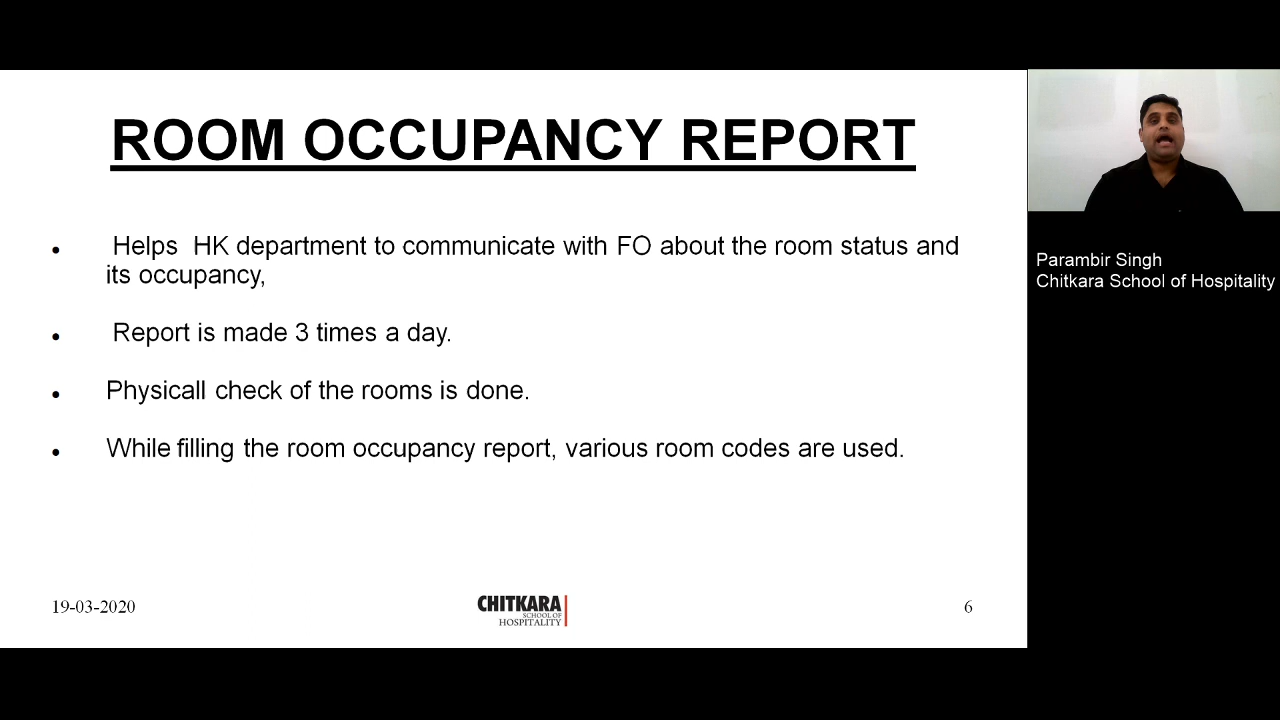 ROOM OCCUPANCY REPORT
• Helps HK department to communicate with FO about the room status and
its occupancy,
• Report is made 3 times a day.
• Physicall check of the rooms is done.
• While filling the room occupancy report, various room codes are used.
19-03-2020
CHITKARA
SCHOOL OF
HOSPITALITY
6
Parambir Singh
Chitkara School of Hospitality